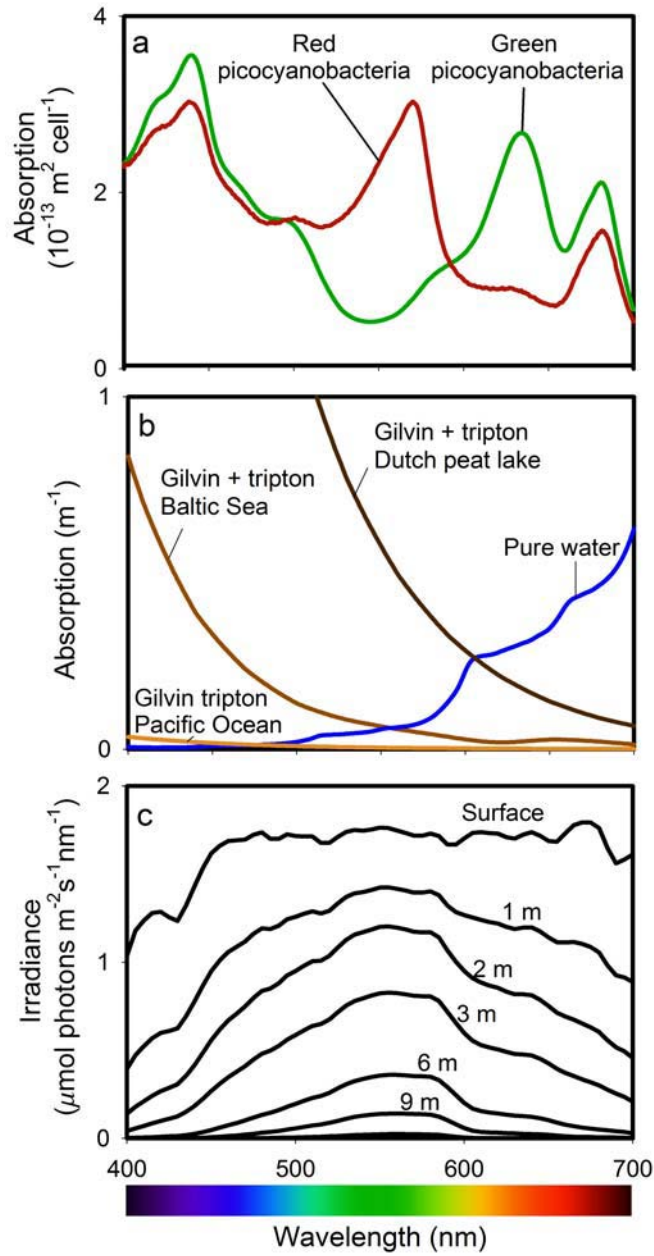 4
a
Red
picocyanobacteria
Green
picocyanobacteria
2
0
Absorption
(10⁻¹³ m² cell⁻¹)
1
b
Gilvin + tripton
Dutch peat lake
Gilvin + tripton
Baltic Sea
Pure water
Gilvin tripton
Pacific Ocean
0
Absorption (m⁻¹)
2
c
Surface
1 m
1
2 m
3 m
6 m
9 m
0
Irradiance
(μmol photons m⁻²s⁻¹nm⁻¹)
400 500 600 700
Wavelength (nm)